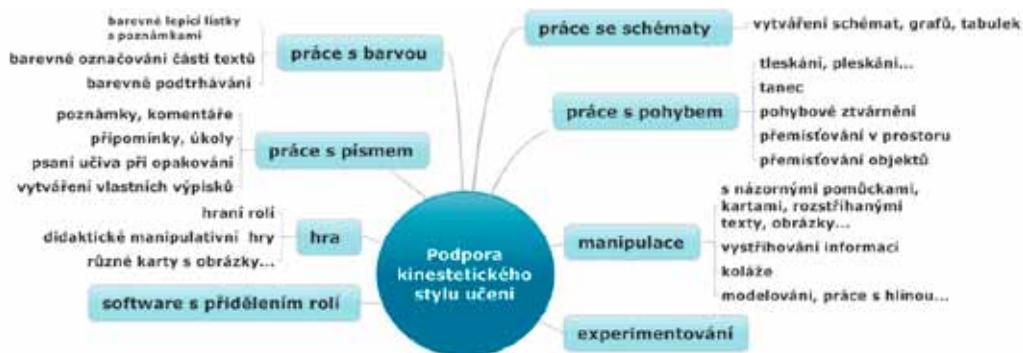 barevné lepicí lístky
s poznámkami
barevné označování částí textů
barevné podtrhávání
práce s barvou
poznámky, komentáře
připomínky, úkoly
psaní učiva při opakování
vytváření vlastních výpisků
práce s písmem
hraní rolí
didaktické manipulativní hry
různé karty s obrázky...
hra
software s přidělením rolí
Podpora
kinestetického
stylu učení
práce se schématy
vytváření schémat, grafů, tabulek
práce s pohybem
tleskání, pleskání...
tanec
pohybové ztvárnění
přemisťování v prostoru
přemisťování objektů
manipulace
s názornými pomůckami,
kartami, rozstříhanými
texty, obrázky...
vystřihování informací
koláže
modelování, práce s hlínou...
experimentování